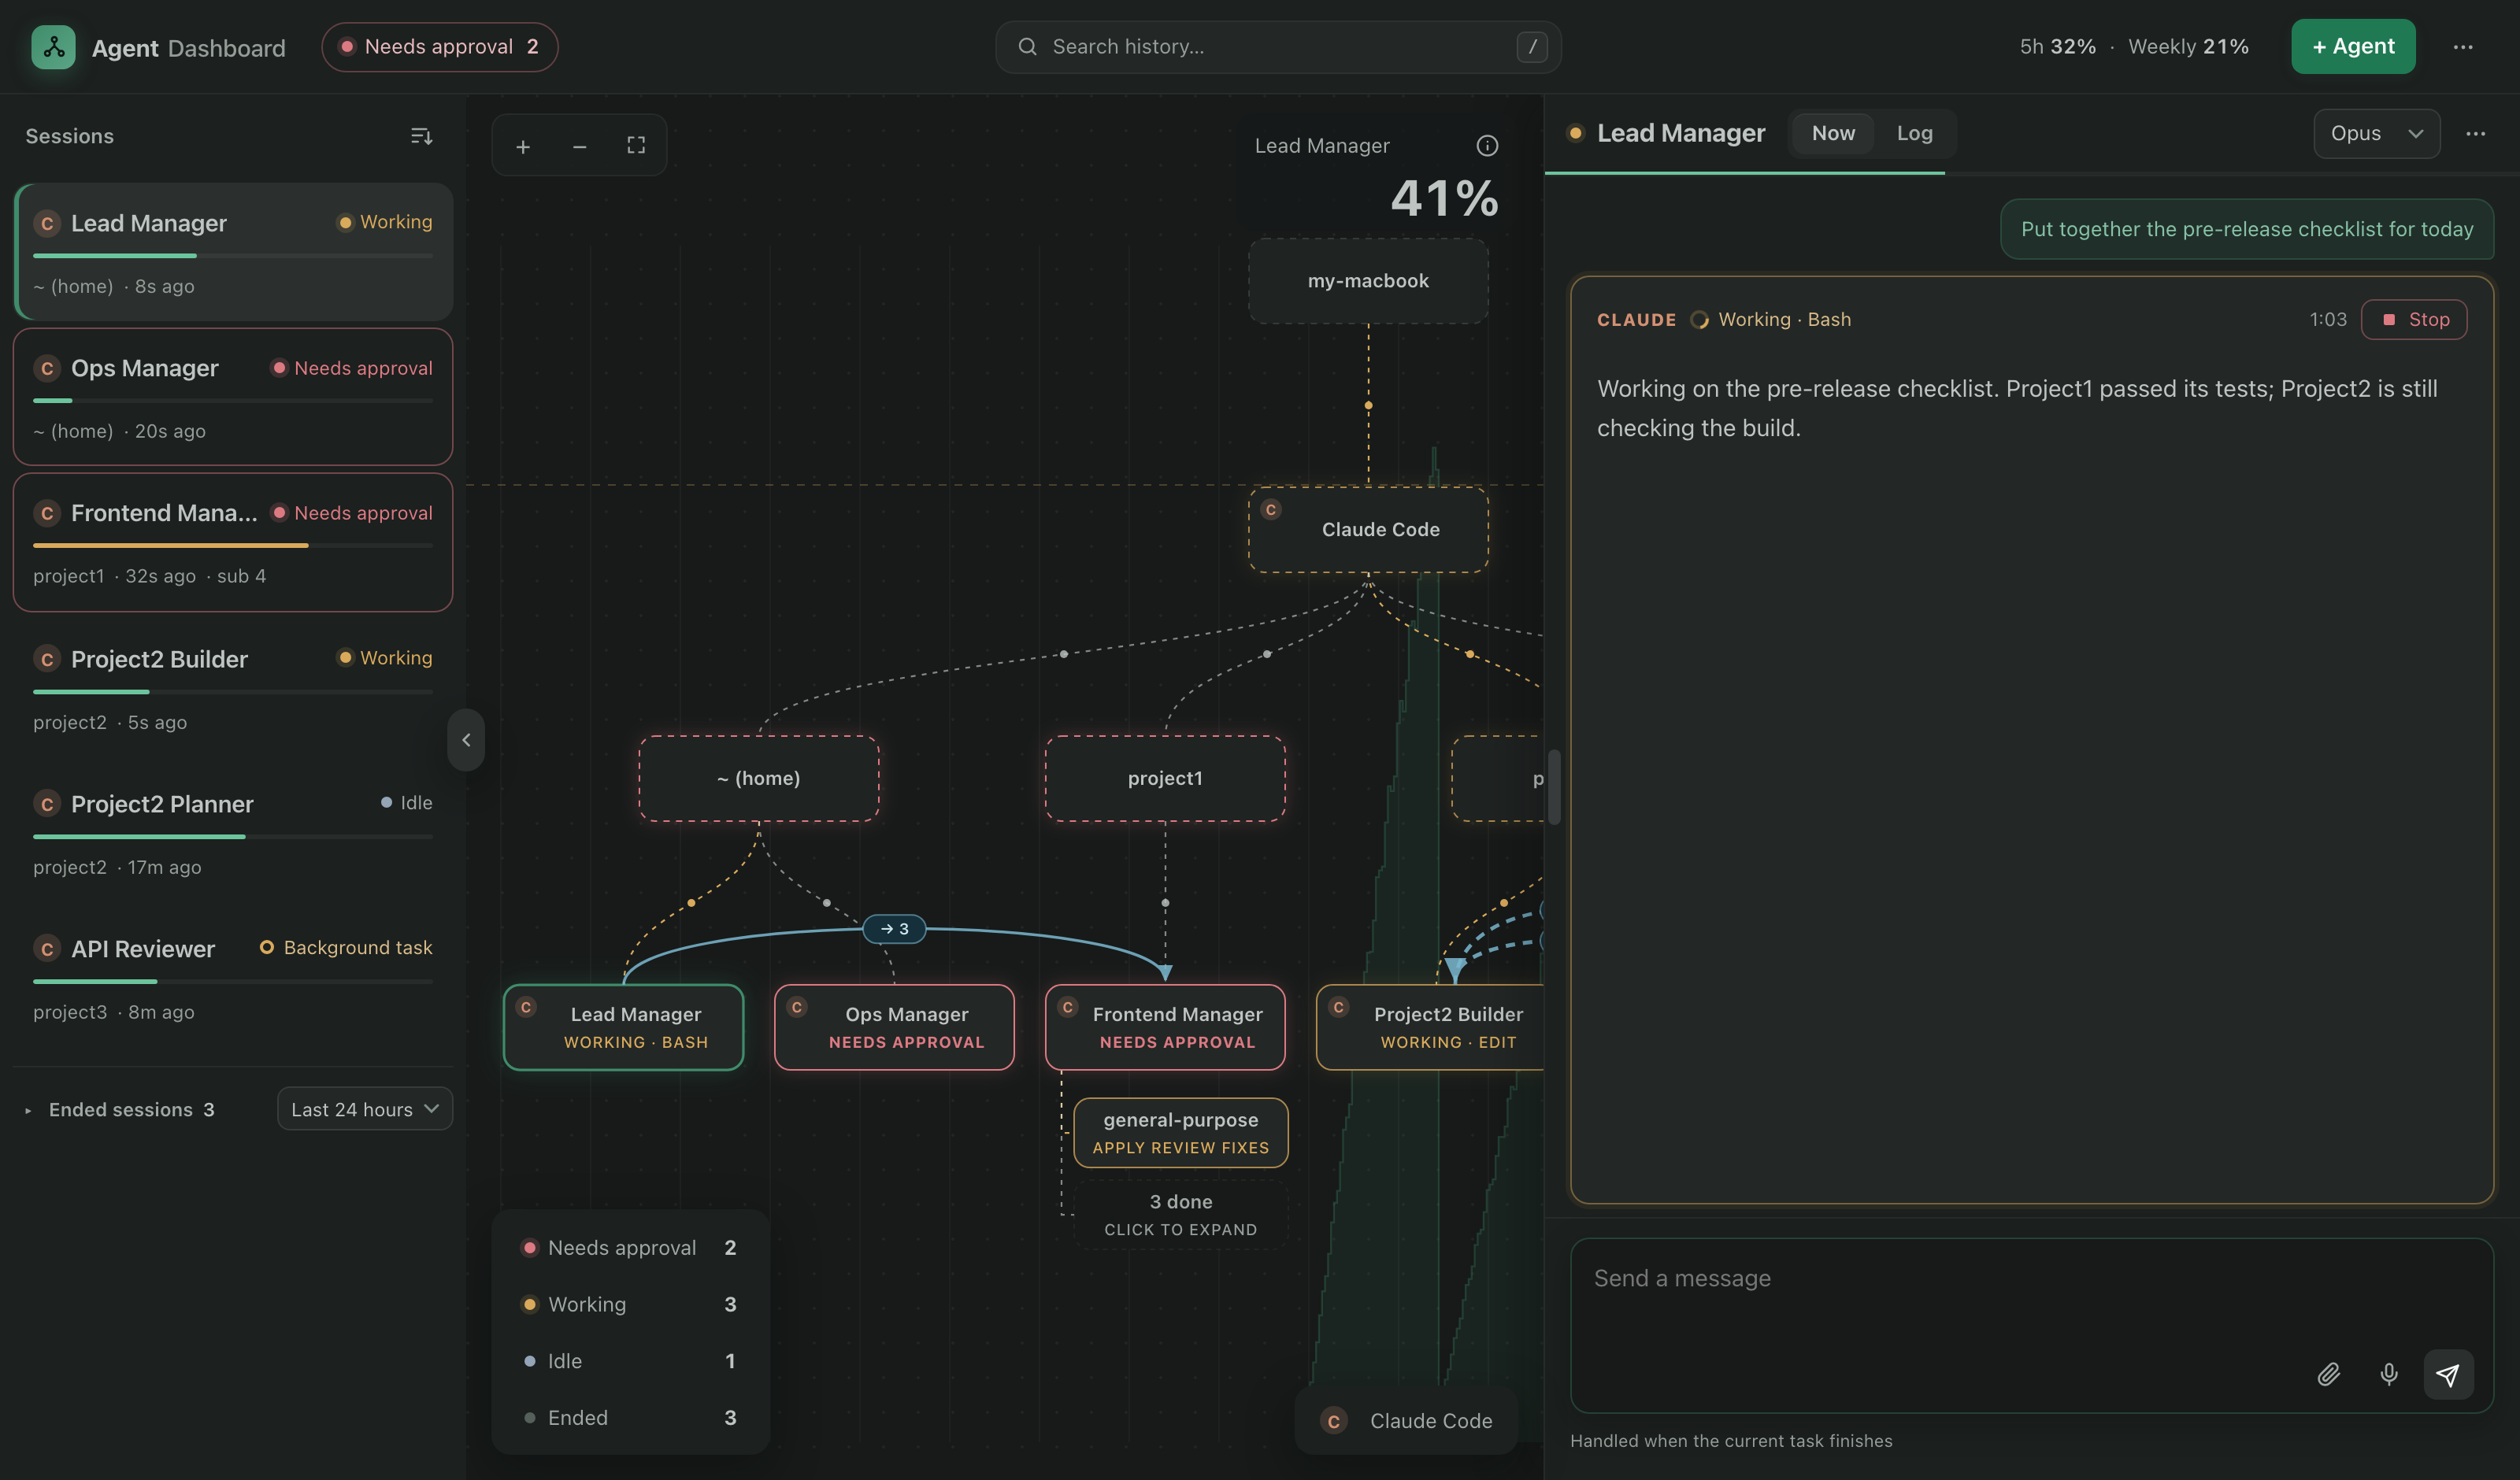 Agent Dashboard
Needs approval 2
Search history...
/
5h 32% · Weekly 21%
+ Agent
Sessions
C Lead Manager Working
~ (home) · 8s ago
C Ops Manager Needs approval
~ (home) · 20s ago
C Frontend Mana... Needs approval
project1 · 32s ago · sub 4
C Project2 Builder Working
project2 · 5s ago
C Project2 Planner Idle
project2 · 17m ago
C API Reviewer Background task
project3 · 8m ago
Ended sessions 3
Last 24 hours
Lead Manager
41%
my-macbook
C Claude Code
~ (home)
project1
p
→ 3
C Lead Manager
WORKING · BASH
C Ops Manager
NEEDS APPROVAL
C Frontend Manager
NEEDS APPROVAL
C Project2 Builder
WORKING · EDIT
general-purpose
APPLY REVIEW FIXES
3 done
CLICK TO EXPAND
Needs approval 2
Working 3
Idle 1
Ended 3
C Claude Code
Lead Manager
Now
Log
Opus
Put together the pre-release checklist for today
CLAUDE Working · Bash
1:03
Stop
Working on the pre-release checklist. Project1 passed its tests; Project2 is still
checking the build.
Send a message
Handled when the current task finishes